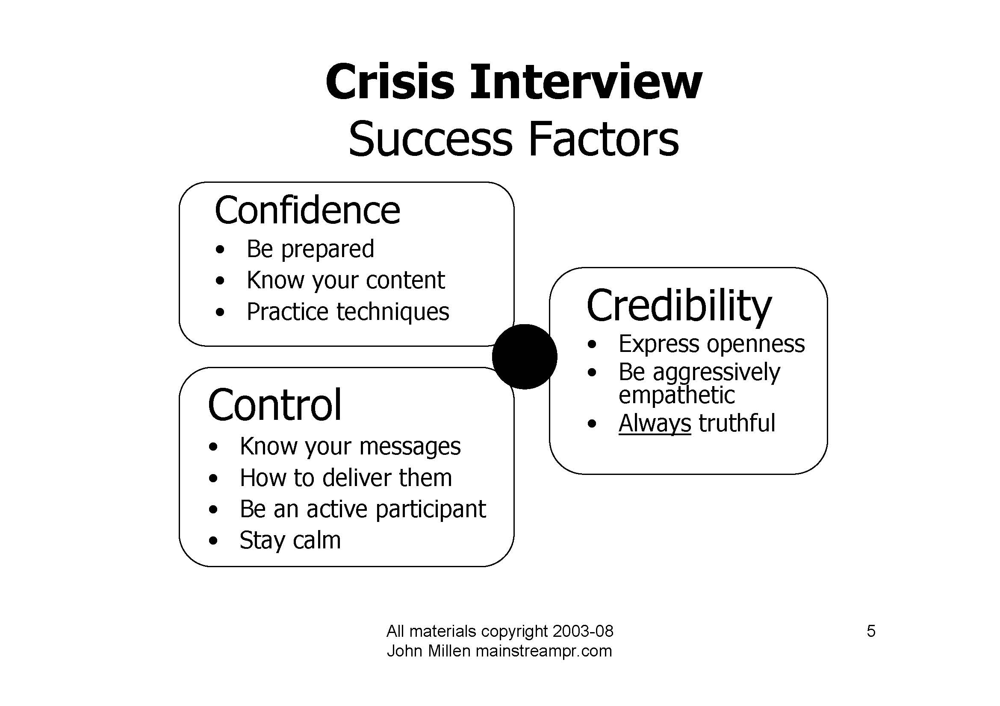 Crisis Interview
Success Factors
Confidence
• Be prepared
• Know your content
• Practice techniques
Control
• Know your messages
• How to deliver them
• Be an active participant
• Stay calm
Credibility
• Express openness
• Be aggressively
empathetic
• Always truthful
All materials copyright 2003-08
John Millen mainstreampr.com
5